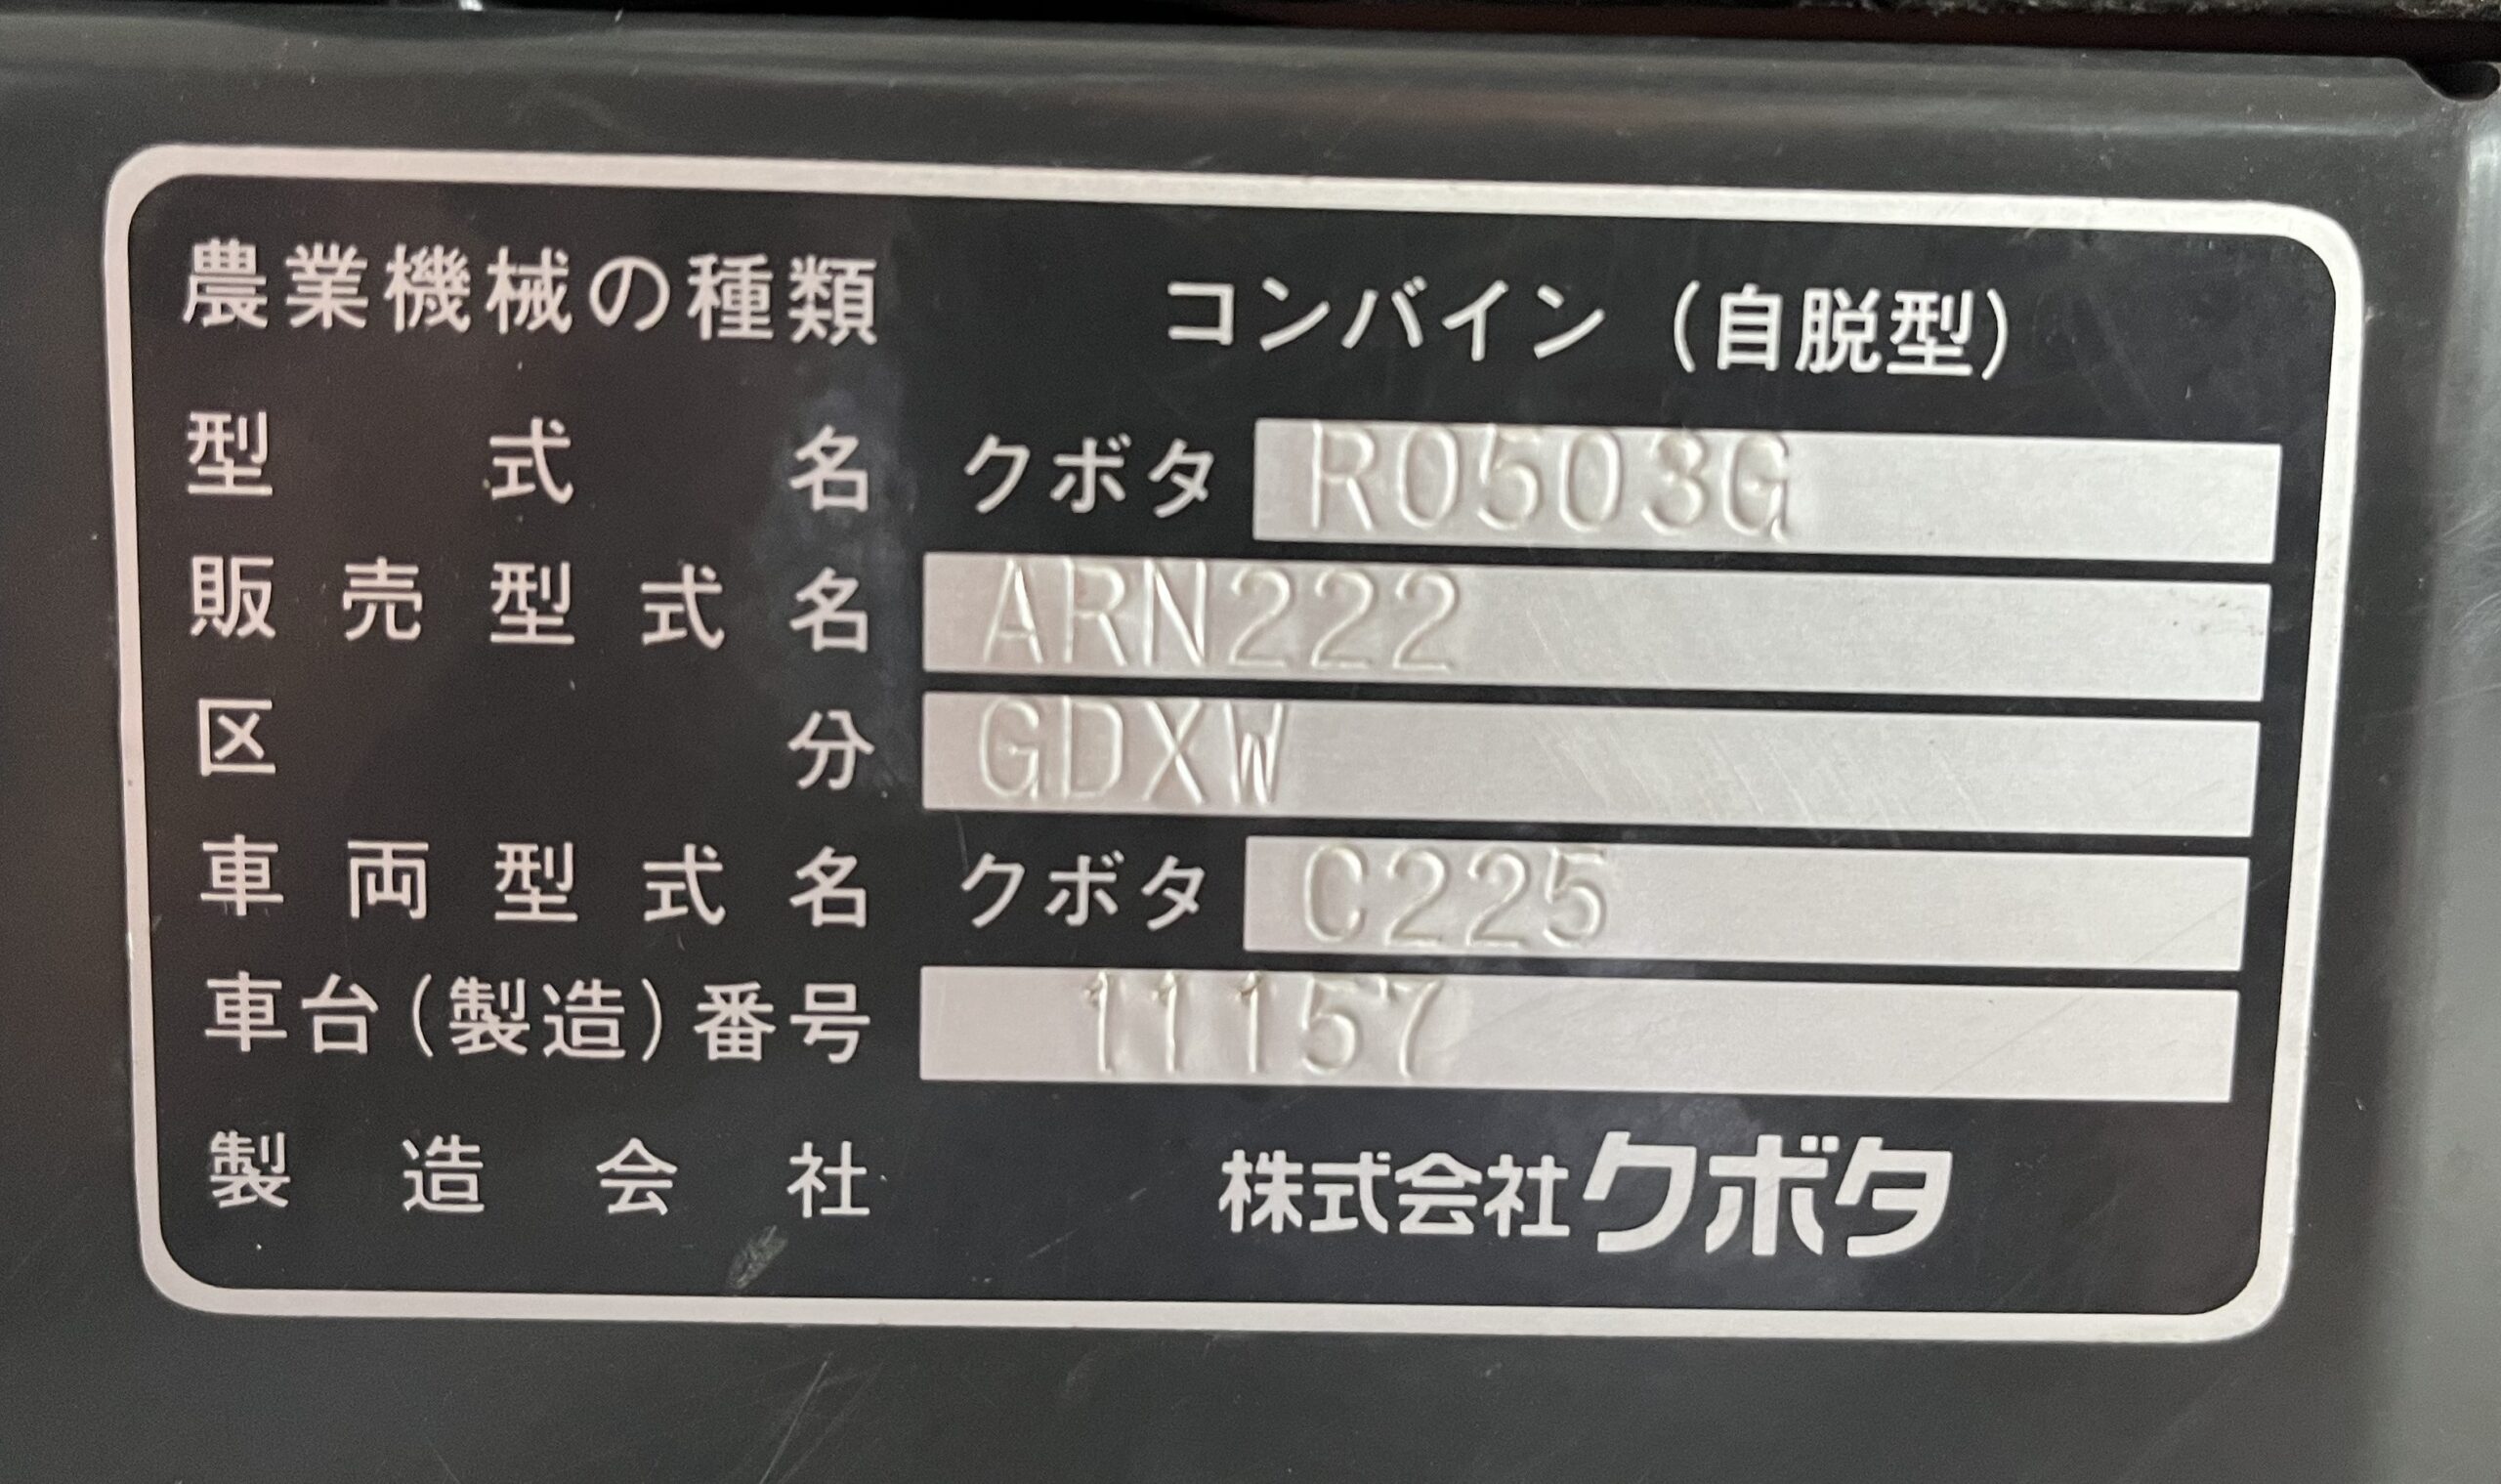 農業機械の種類 コンバイン (自脱型)
型式名 クボタ R0503G
販売型式名 ARN222
区分 GDXW
車両型式名 クボタ C225
車台(製造)番号 11157
製造会社 株式会社クボタ